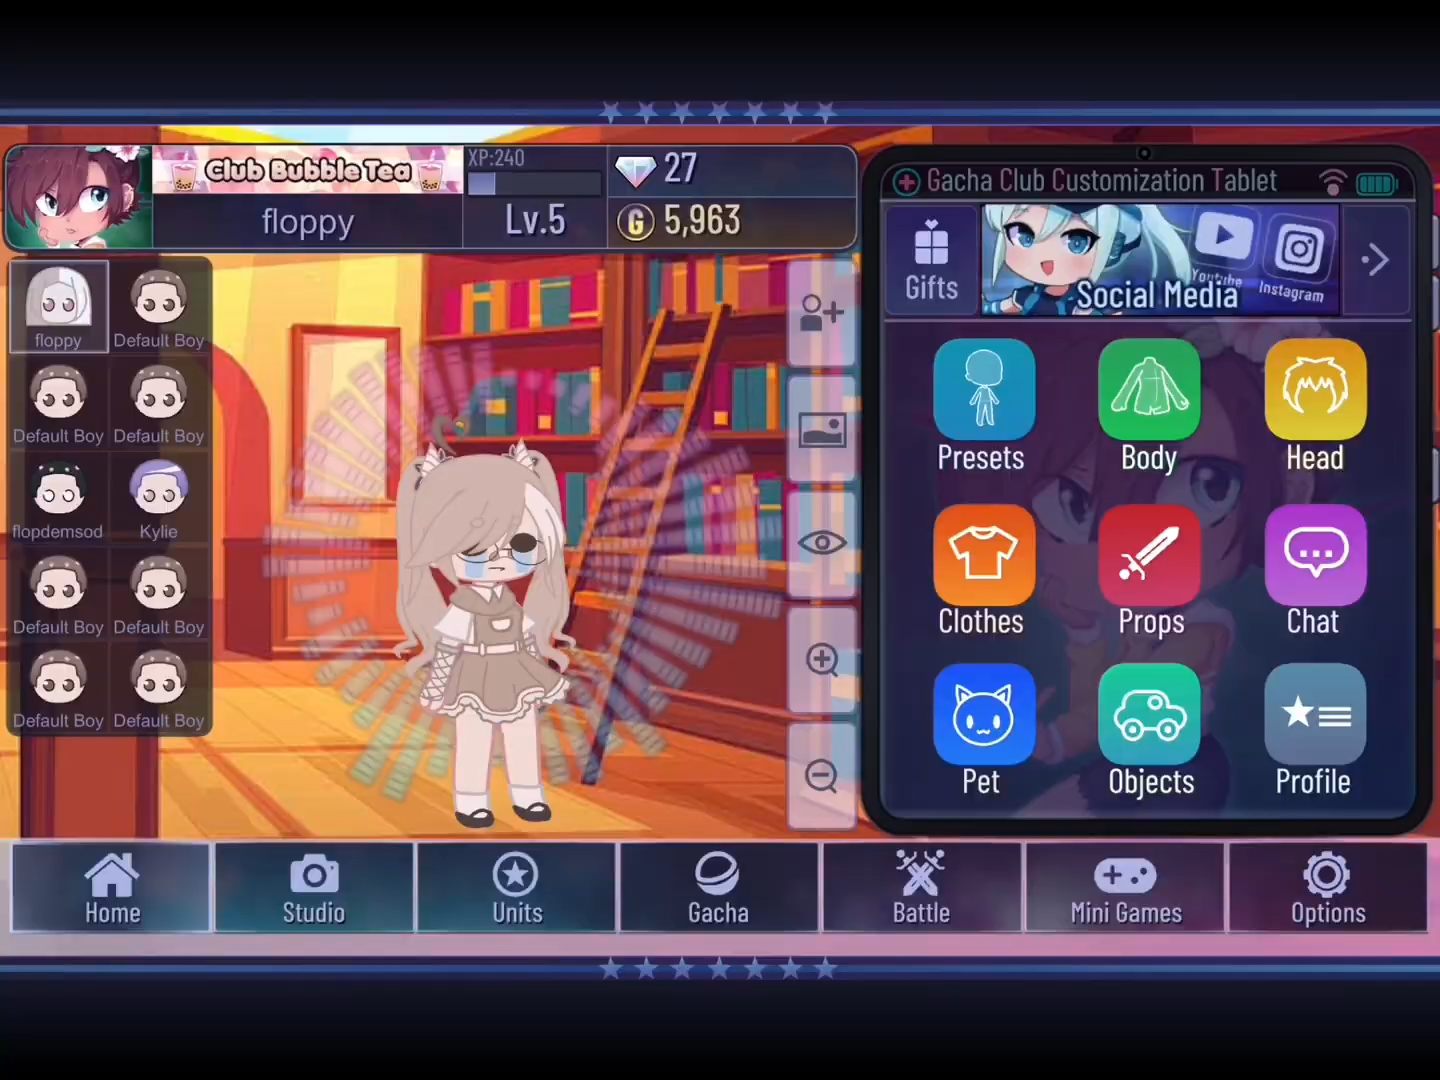 Club Bubble Tea
floppy
XP:240
Lv.5
27
G 5,963
Gacha Club Customization Tablet
Gifts
Youtube
Instagram
Social Media
floppy
Default Boy
Default Boy
Default Boy
flopdemsod
Kylie
Default Boy
Default Boy
Default Boy
Default Boy
Presets
Body
Head
Clothes
Props
Chat
Pet
Objects
Profile
Home
Studio
Units
Gacha
Battle
Mini Games
Options